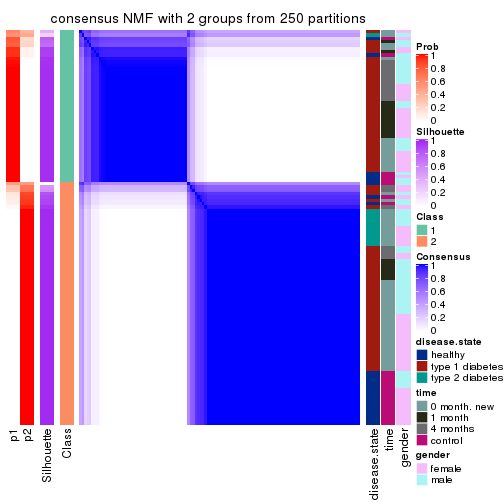 consensus NMF with 2 groups from 250 partitions
Prob
1
0.8
0.6
0.4
0.2
0
Silhouette
1
0.8
0.6
0.4
0.2
0
Class
1
2
Consensus
1
0.8
0.6
0.4
0.2
0
disease.state
healthy
type 1 diabetes
type 2 diabetes
time
0 month. new
1 month
4 months
control
gender
female
male
p1
p2
Silhouette
Class
disease.state
time
gender